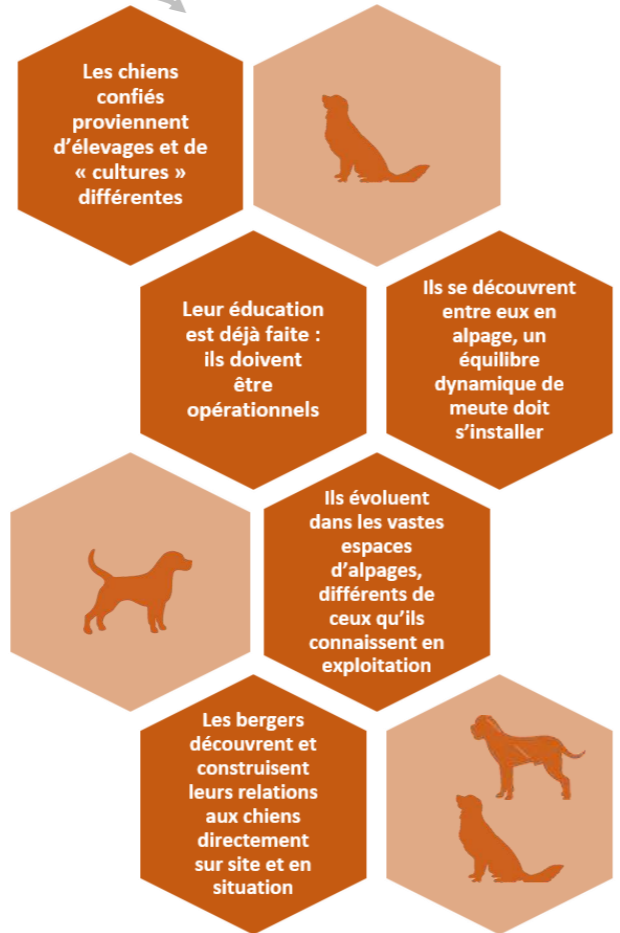 Les chiens
confiés
proviennent
d’élevages et de
« cultures »
différentes
Leur éducation
est déjà faite :
ils doivent
être
opérationnels
Ils se découvrent
entre eux en
alpage, un
équilibre
dynamique de
meute doit
s’installer
Ils évoluent
dans les vastes
espaces
d’alpages,
différents de
ceux qu’ils
connaissent en
exploitation
Les bergers
découvrent et
construisent
leurs relations
aux chiens
directement
sur site et en
situation